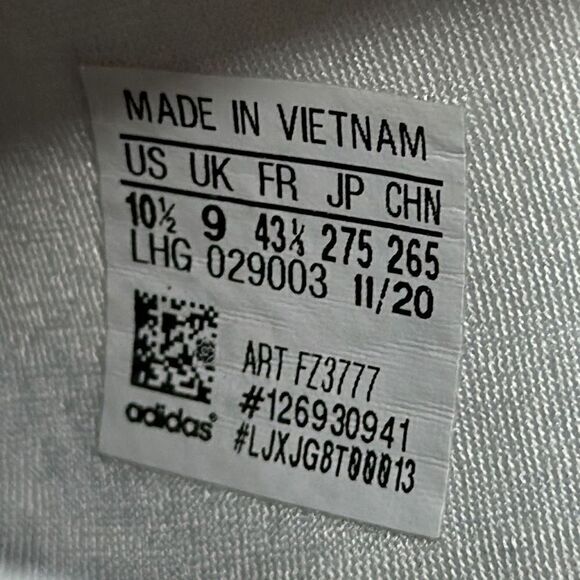 MADE IN VIETNAM
US UK FR JP CHN
10½ 9 43⅓ 275 265
LHG 029003 11/20
ART FZ3777
#126930941
#LJXJG8T00013
adidas®